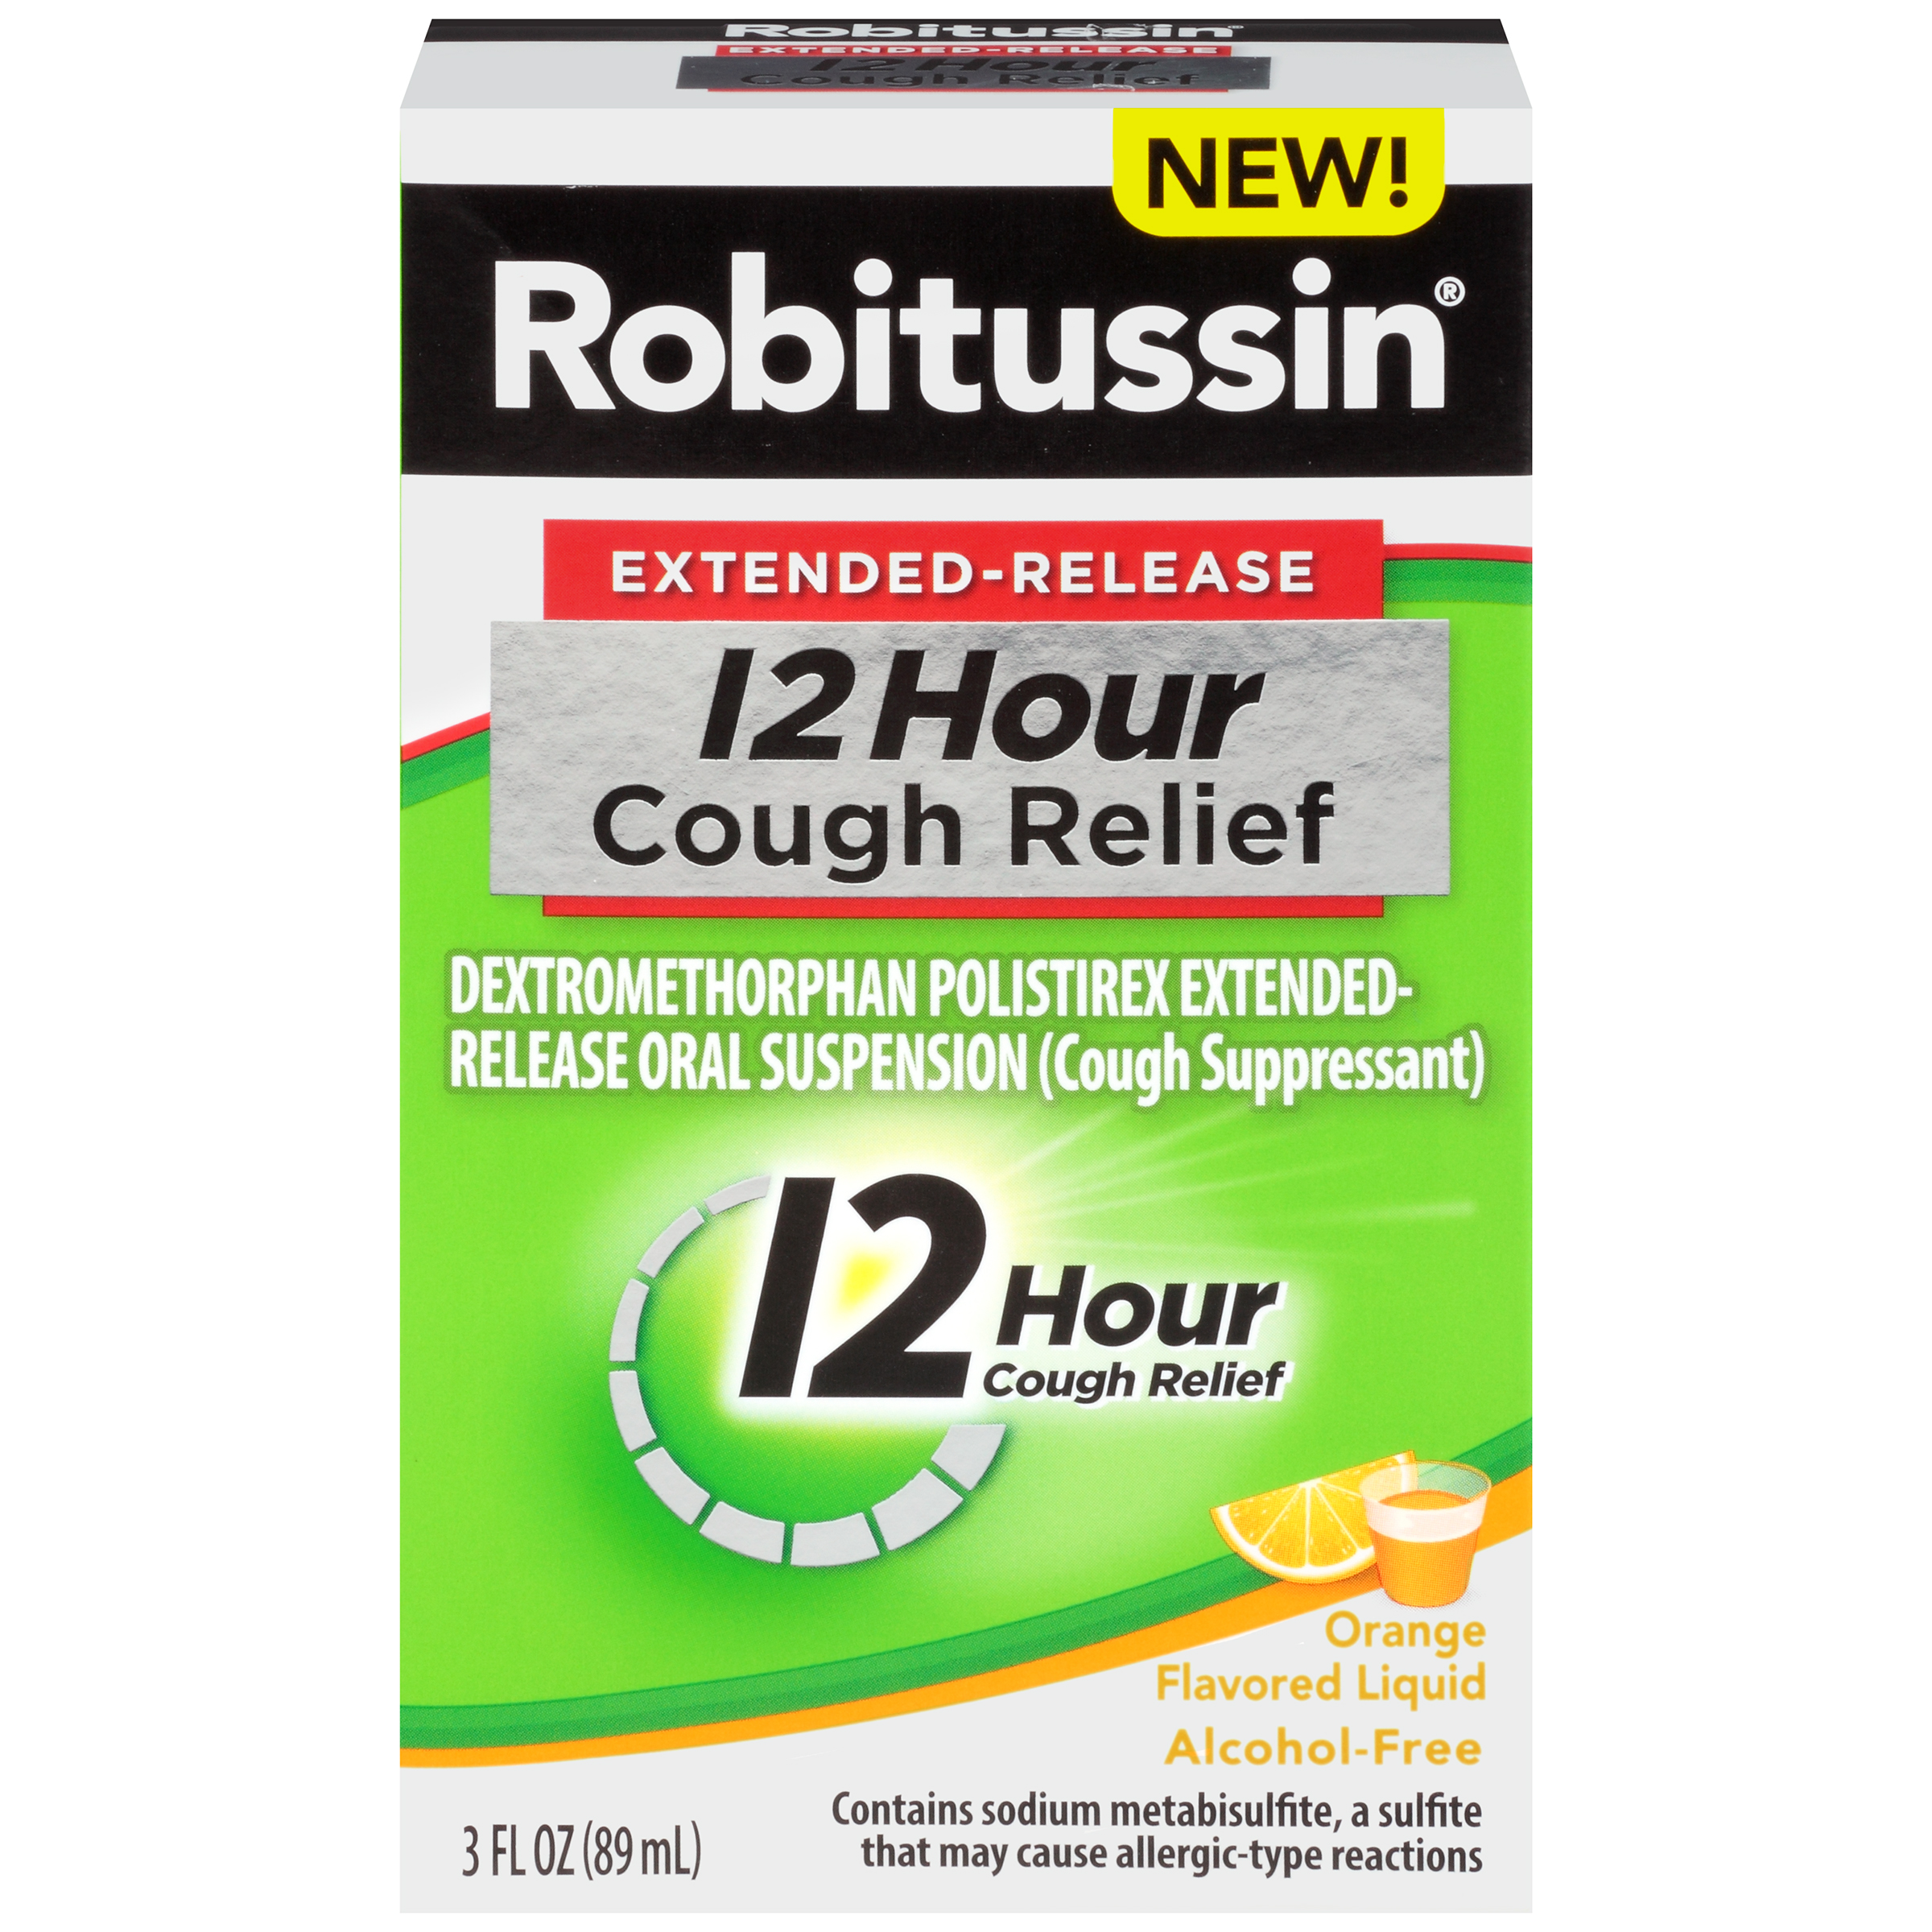 Robitussin
EXTENDED-RELEASE
12 Hour
Cough Relief
NEW!
Robitussin®
EXTENDED-RELEASE
12 Hour
Cough Relief
DEXTROMETHORPHAN POLISTIREX EXTENDED-
RELEASE ORAL SUSPENSION (Cough Suppressant)
12 Hour
Cough Relief
Orange
Flavored Liquid
Alcohol-Free
Contains sodium metabisulfite, a sulfite
that may cause allergic-type reactions
3 FL OZ (89 mL)